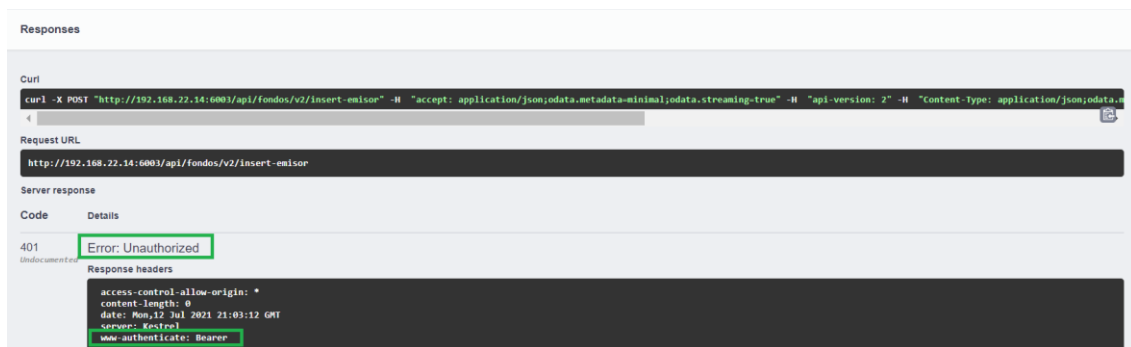 Responses
Curl
curl -X POST "http://192.168.22.14:6003/api/fondos/v2/insert-emisor" -H "accept: application/json;odata.metadata=minimal;odata.streaming=true" -H "api-version: 2" -H "Content-Type: application/json;odata.m
Request URL
http://192.168.22.14:6003/api/fondos/v2/insert-emisor
Server response
Code Details
401 Error: Unauthorized
Undocumented
Response headers
access-control-allow-origin: *
content-length: 0
date: Mon,12 Jul 2021 21:03:12 GMT
server: Kestrel
www-authenticate: Bearer